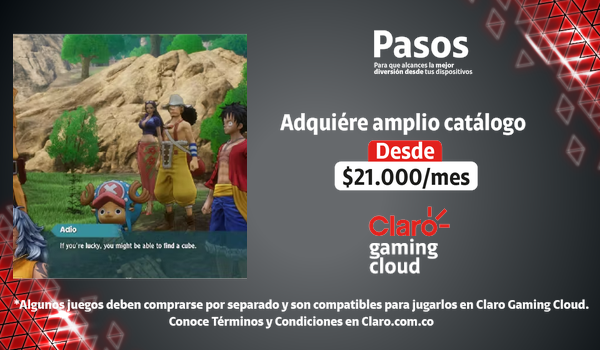 Pasos
Para que alcances la mejor
diversión desde tus dispositivos
Adquiére amplio catálogo
Desde
$21.000/mes
Claro
gaming
cloud
Adio
If you're lucky, you might be able to find a cube.
*Algunos juegos deben comprarse por separado y son compatibles para jugarlos en Claro Gaming Cloud.
Conoce Términos y Condiciones en Claro.com.co